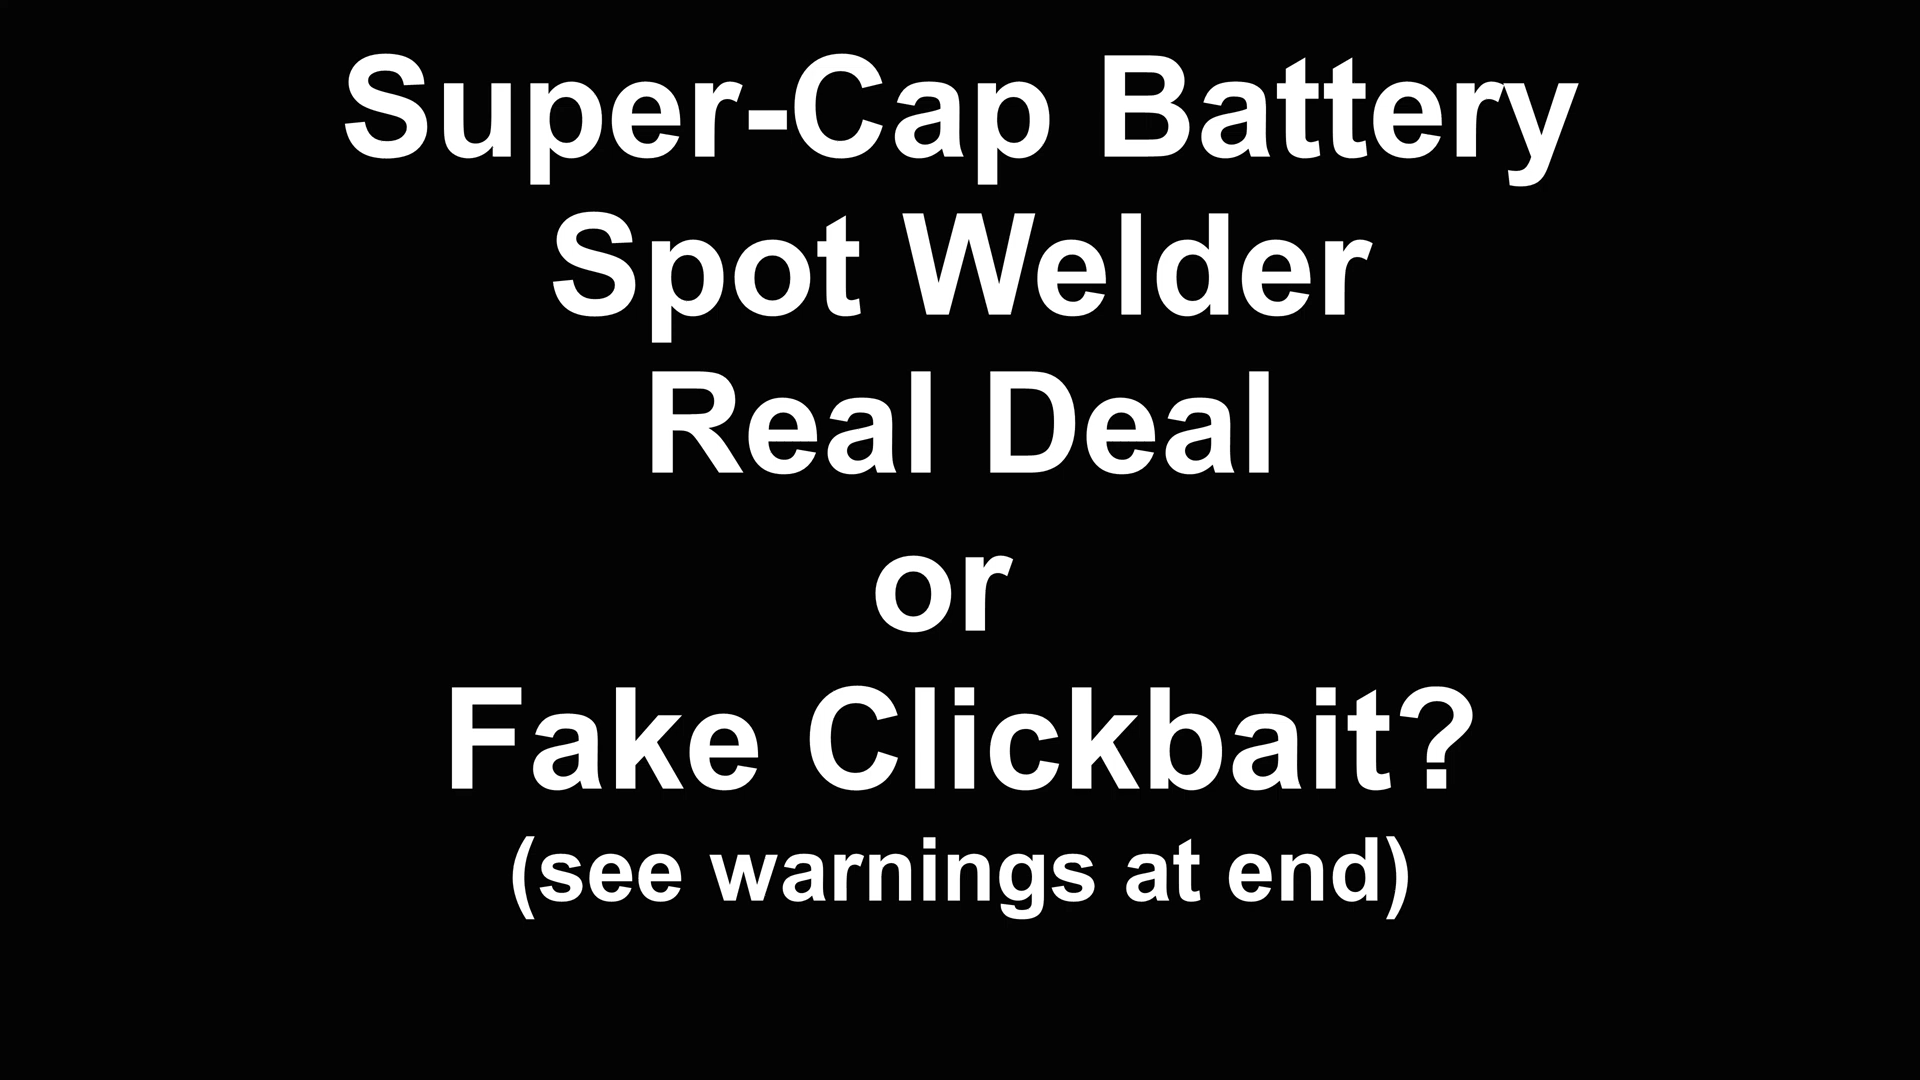 Super-Cap Battery
Spot Welder
Real Deal
or
Fake Clickbait?
(see warnings at end)